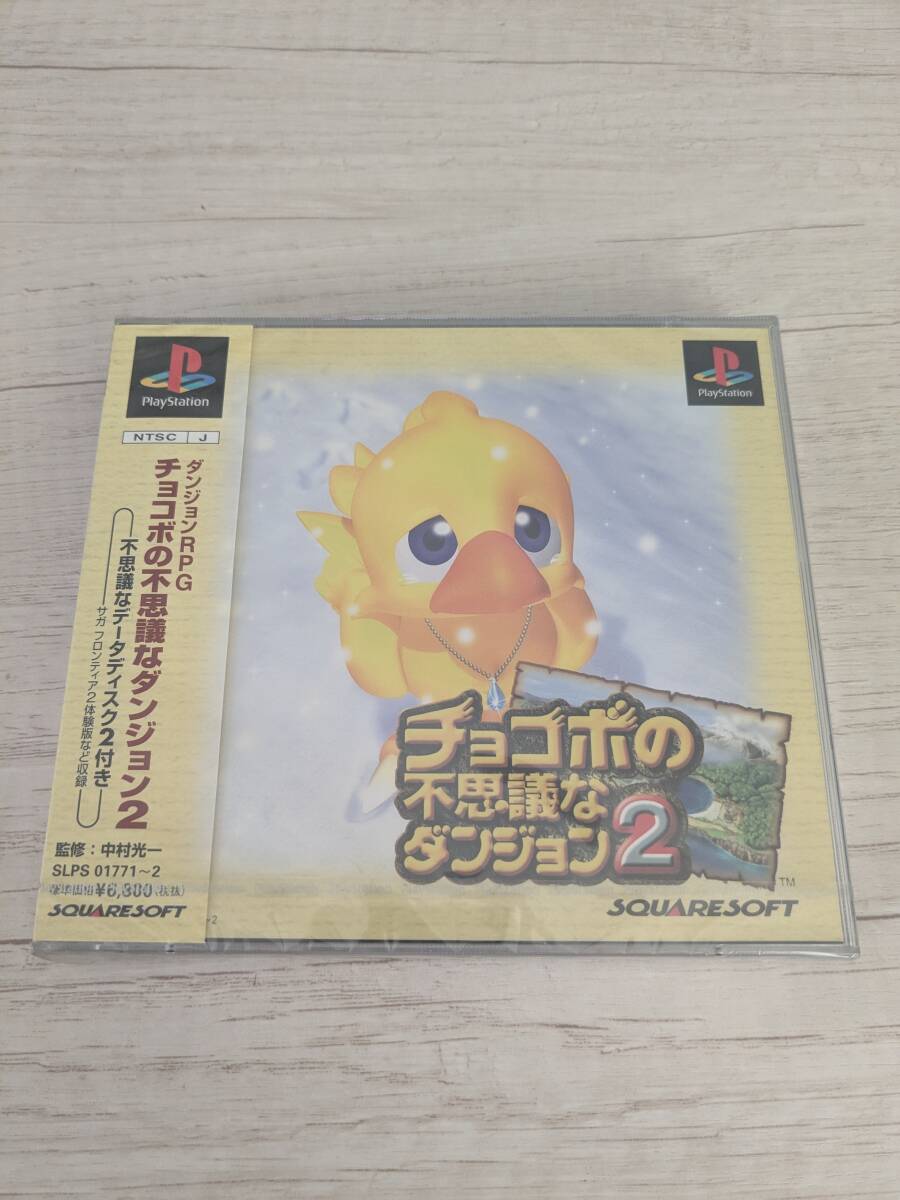 PlayStation
NTSC J
ダンジョンRPG
チョコボの不思議なダンジョン2
不思議なデータディスク2付き
サガ フロンティア2体験版など収録
監修:中村光一
SLPS 01771~2
(税抜)
SQUARESOFT
PlayStation
チョコボの
不思議な
ダンジョン2
TM
SQUARESOFT